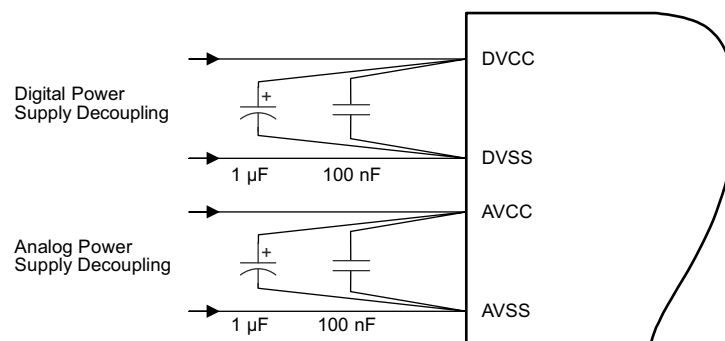 DVCC
Digital Power
Supply Decoupling
+
DVSS
1 µF
100 nF
AVCC
Analog Power
Supply Decoupling
+
AVSS
1 µF
100 nF